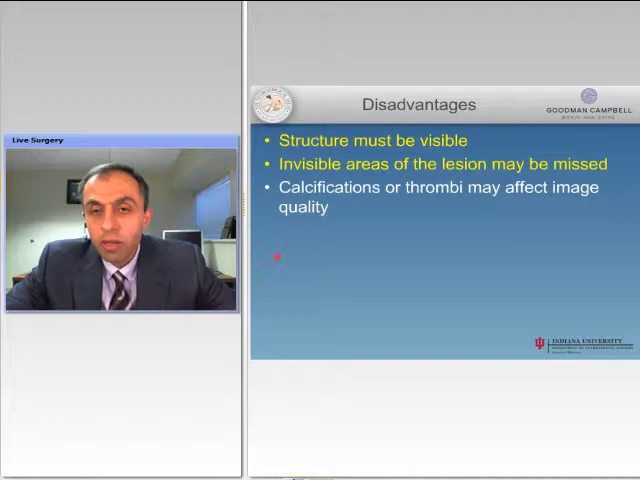 Live Surgery
Disadvantages
GOODMAN CAMPBELL
BRAIN AND SPINE
• Structure must be visible
• Invisible areas of the lesion may be missed
• Calcifications or thrombi may affect image
quality
INDIANA UNIVERSITY